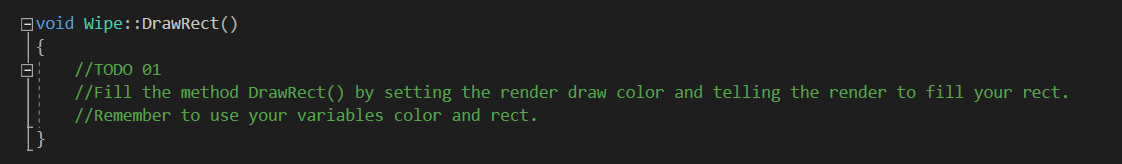 void Wipe::DrawRect()
{
//TODO 01
//Fill the method DrawRect() by setting the render draw color and telling the render to fill your rect.
//Remember to use your variables color and rect.
}